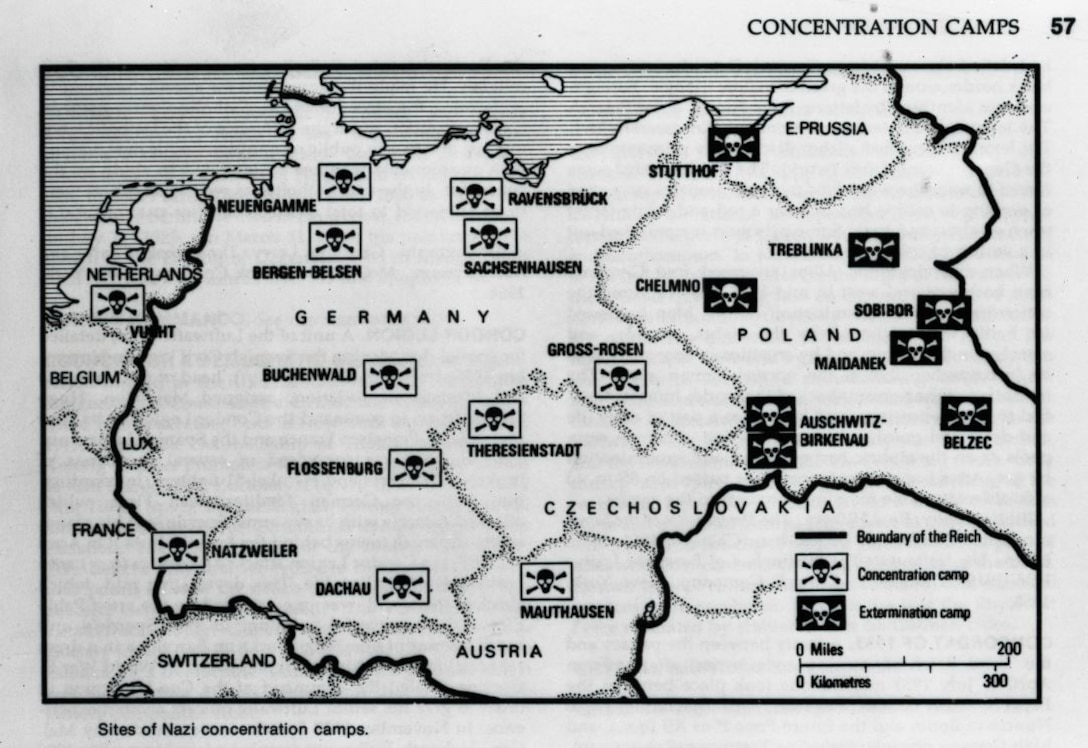 CONCENTRATION CAMPS 57
E.PRUSSIA
STUTTHOF
NEUENGAMME
RAVENSBRÜCK
BERGEN-BELSEN
SACHSENHAUSEN
TREBLINKA
NETHERLANDS
CHELMNO
SOBIBOR
VUGHT
GERMANY
POLAND
GROSS-ROSEN
MAIDANEK
BELGIUM
BUCHENWALD
AUSCHWITZ-
BIRKENAU
BELZEC
LUX.
THERESIENSTADT
FLOSSENBURG
CZECHOSLOVAKIA
FRANCE
NATZWEILER
Boundary of the Reich
Concentration camp
Extermination camp
DACHAU
MAUTHAUSEN
SWITZERLAND
AUSTRIA
0 Miles 200
0 Kilometres 300
Sites of Nazi concentration camps.